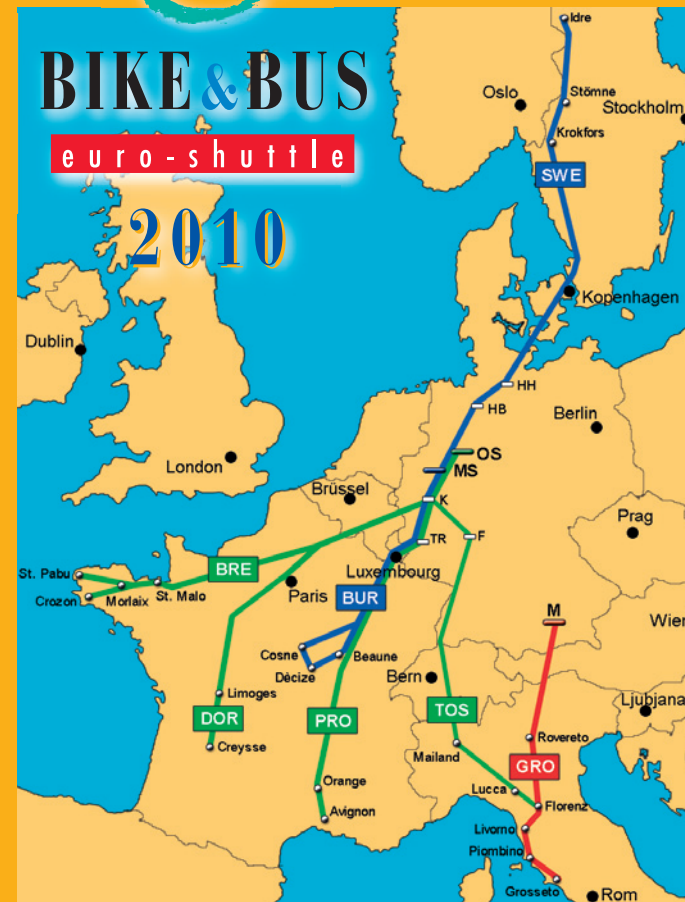 BIKE & BUS
euro-shuttle
2010
Idre
Oslo
Stömne
Stockholm
Krokfors
SWE
Kopenhagen
Dublin
HH
HB
Berlin
London
OS
MS
Brüssel
K
Prag
TR
F
BRE
Luxembourg
St. Pabu
Crozon
Morlaix
St. Malo
Paris
BUR
M
Wien
Cosne
Beaune
Décize
Bern
Limoges
Ljubjana
DOR
PRO
TOS
Rovereto
Creysse
Mailand
GRO
Orange
Lucca
Florenz
Avignon
Livorno
Piombino
Grosseto
Rom